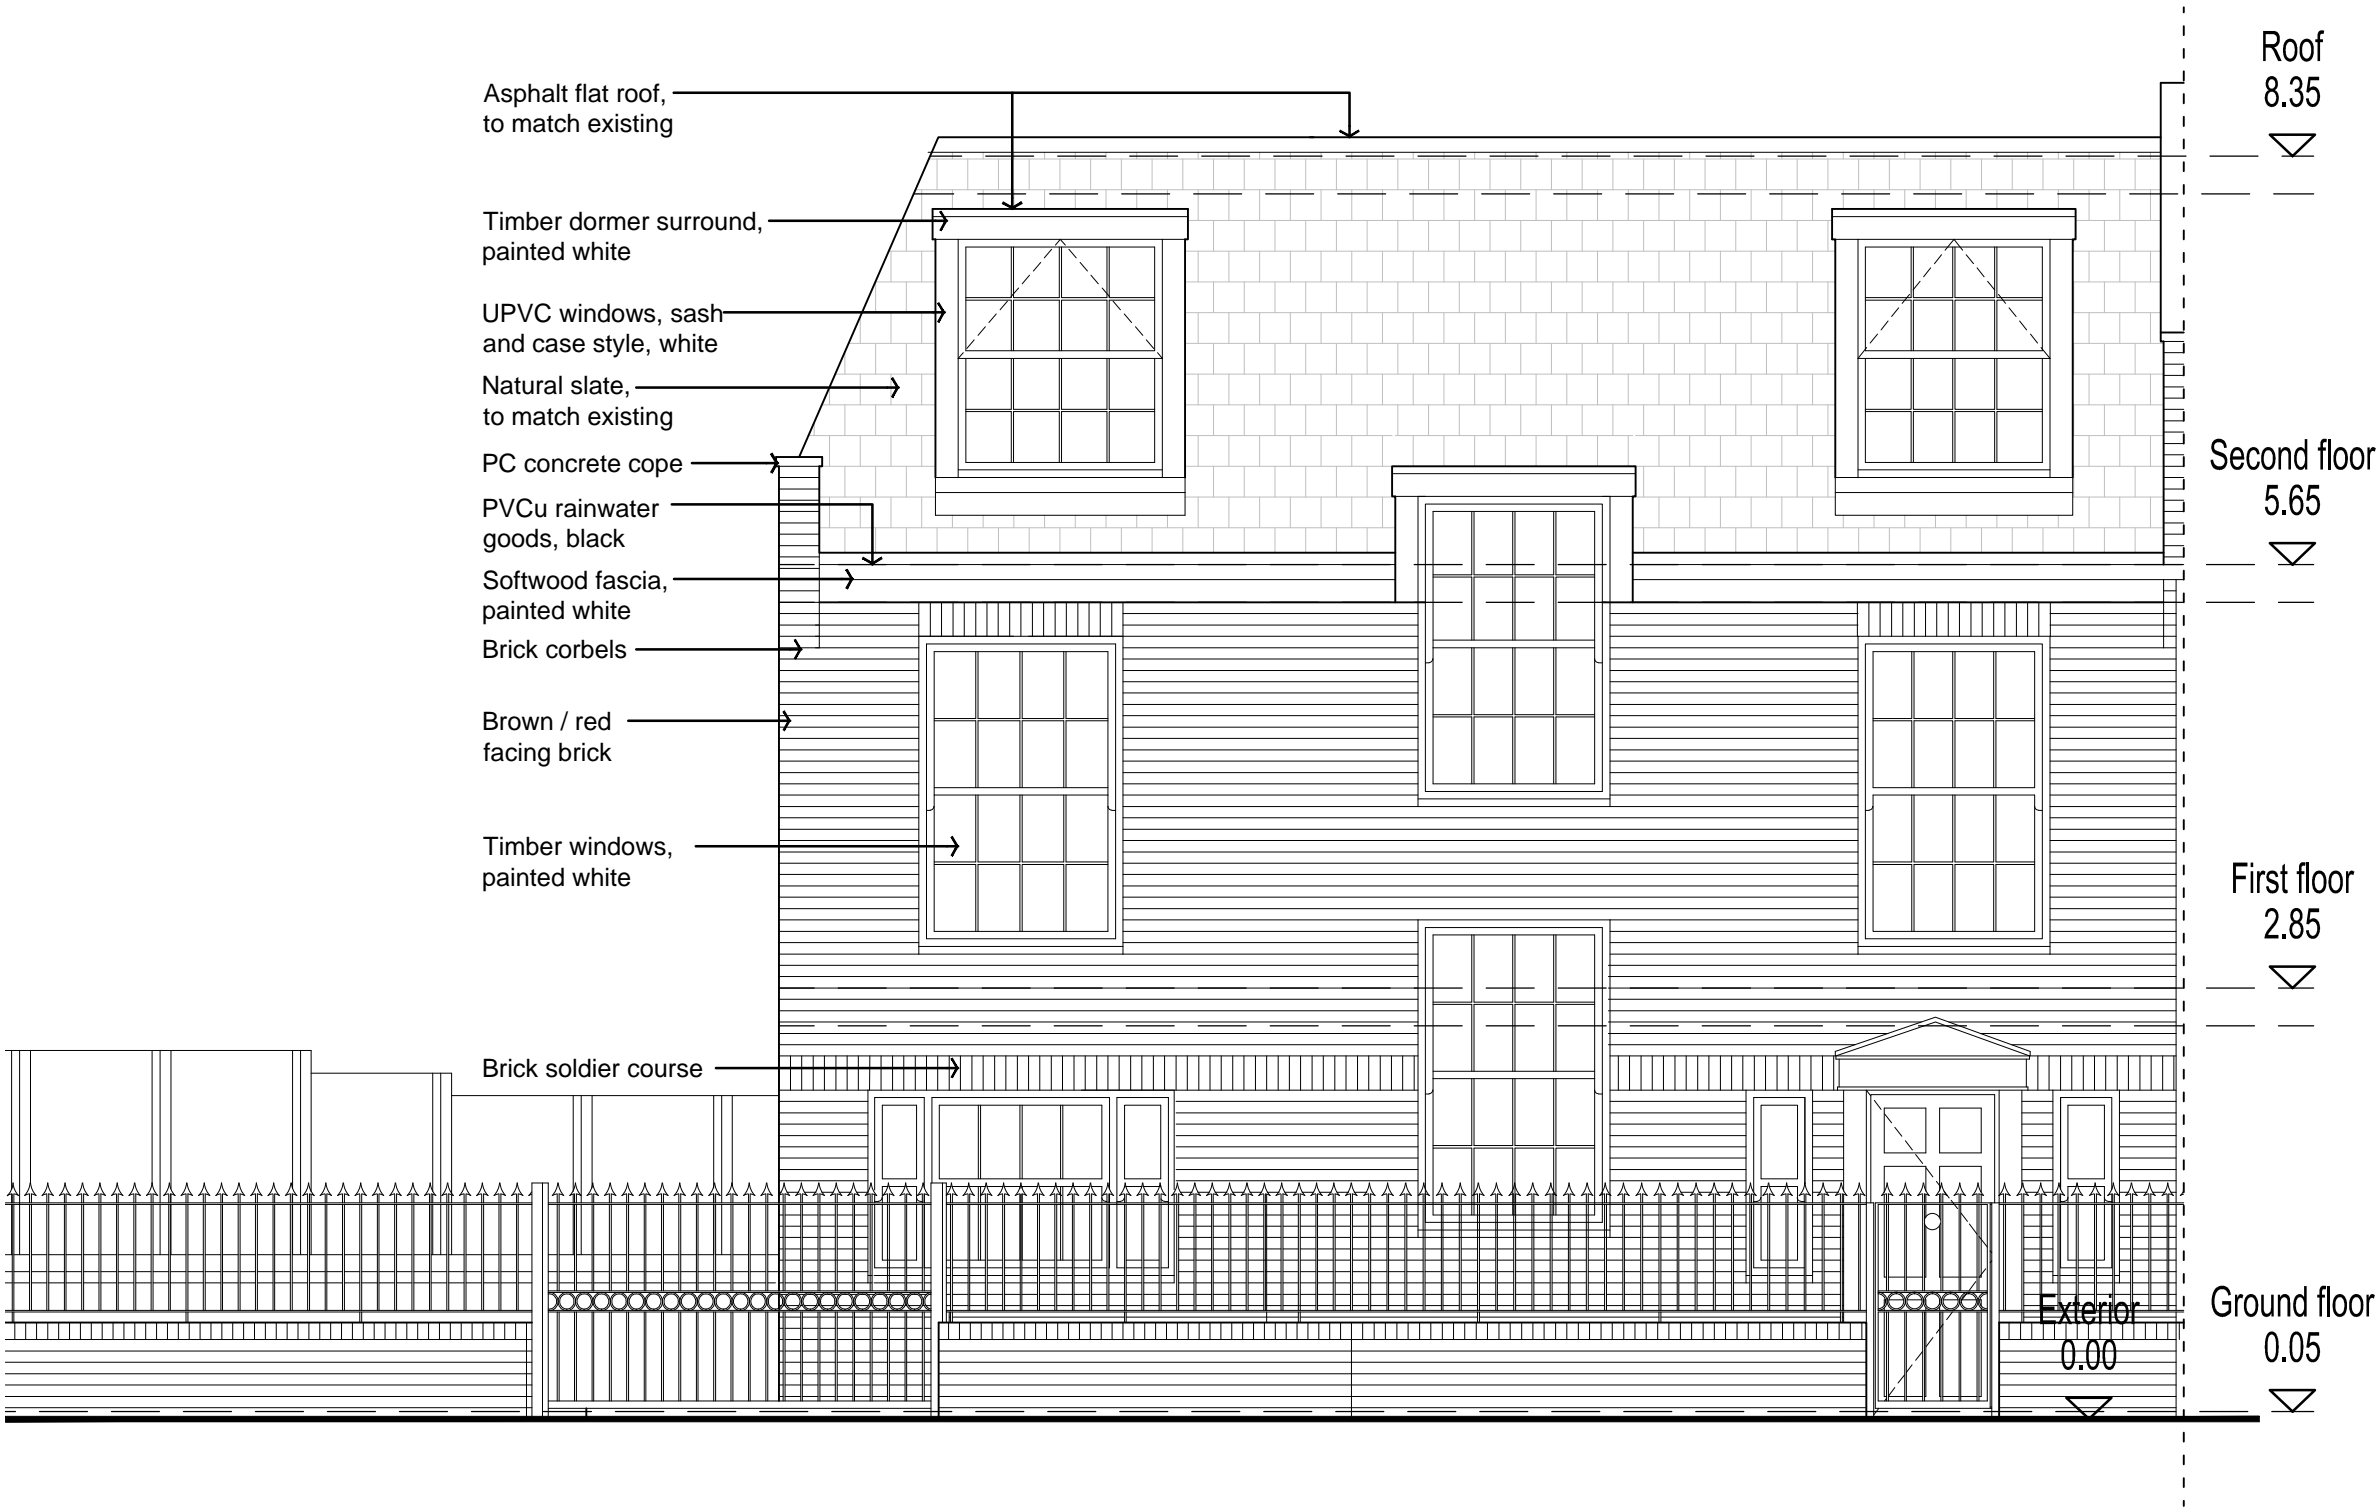 Asphalt flat roof,
to match existing
Timber dormer surround,
painted white
UPVC windows, sash
and case style, white
Natural slate,
to match existing
PC concrete cope
PVCu rainwater
goods, black
Softwood fascia,
painted white
Brick corbels
Brown / red
facing brick
Timber windows,
painted white
Brick soldier course
Roof
8.35
Second floor
5.65
First floor
2.85
Ground floor
0.05
Exterior
0.00